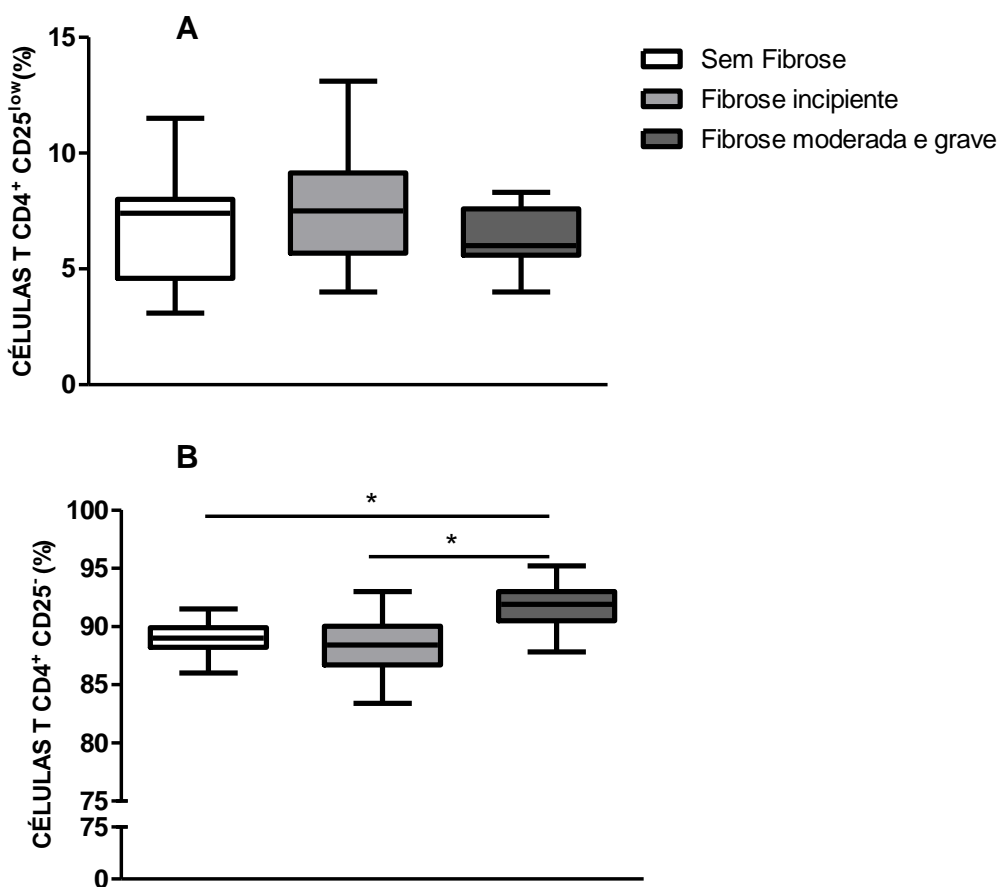 A
15
10
5
0
CÉLULAS T CD4⁺ CD25ˡᵒʷ(%)
Sem Fibrose
Fibrose incipiente
Fibrose moderada e grave
B
100
95
90
85
80
75
75
0
CÉLULAS T CD4⁺ CD25⁻ (%)
*
*